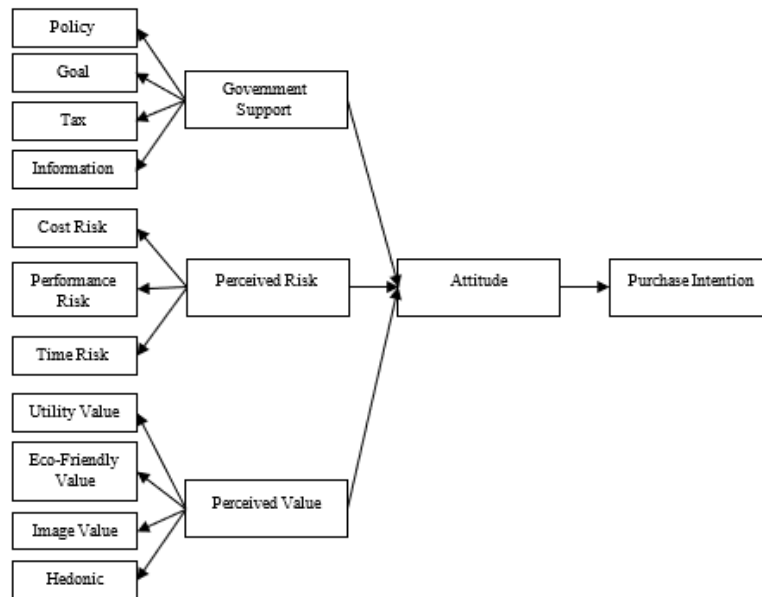 Policy
Goal
Tax
Information
Government
Support
Cost Risk
Performance
Risk
Time Risk
Perceived Risk
Attitude
Purchase Intention
Utility Value
Eco-Friendly
Value
Image Value
Hedonic
Perceived Value